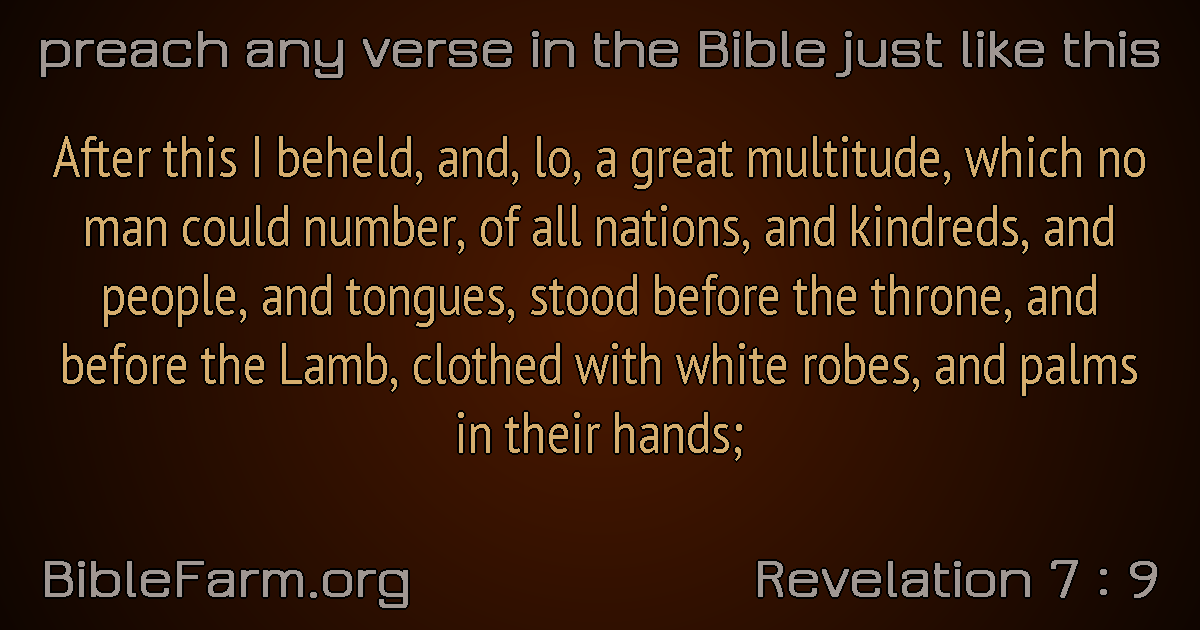 preach any verse in the Bible just like this
After this I beheld, and, lo, a great multitude, which no
man could number, of all nations, and kindreds, and
people, and tongues, stood before the throne, and
before the Lamb, clothed with white robes, and palms
in their hands;
BibleFarm.org
Revelation 7 : 9